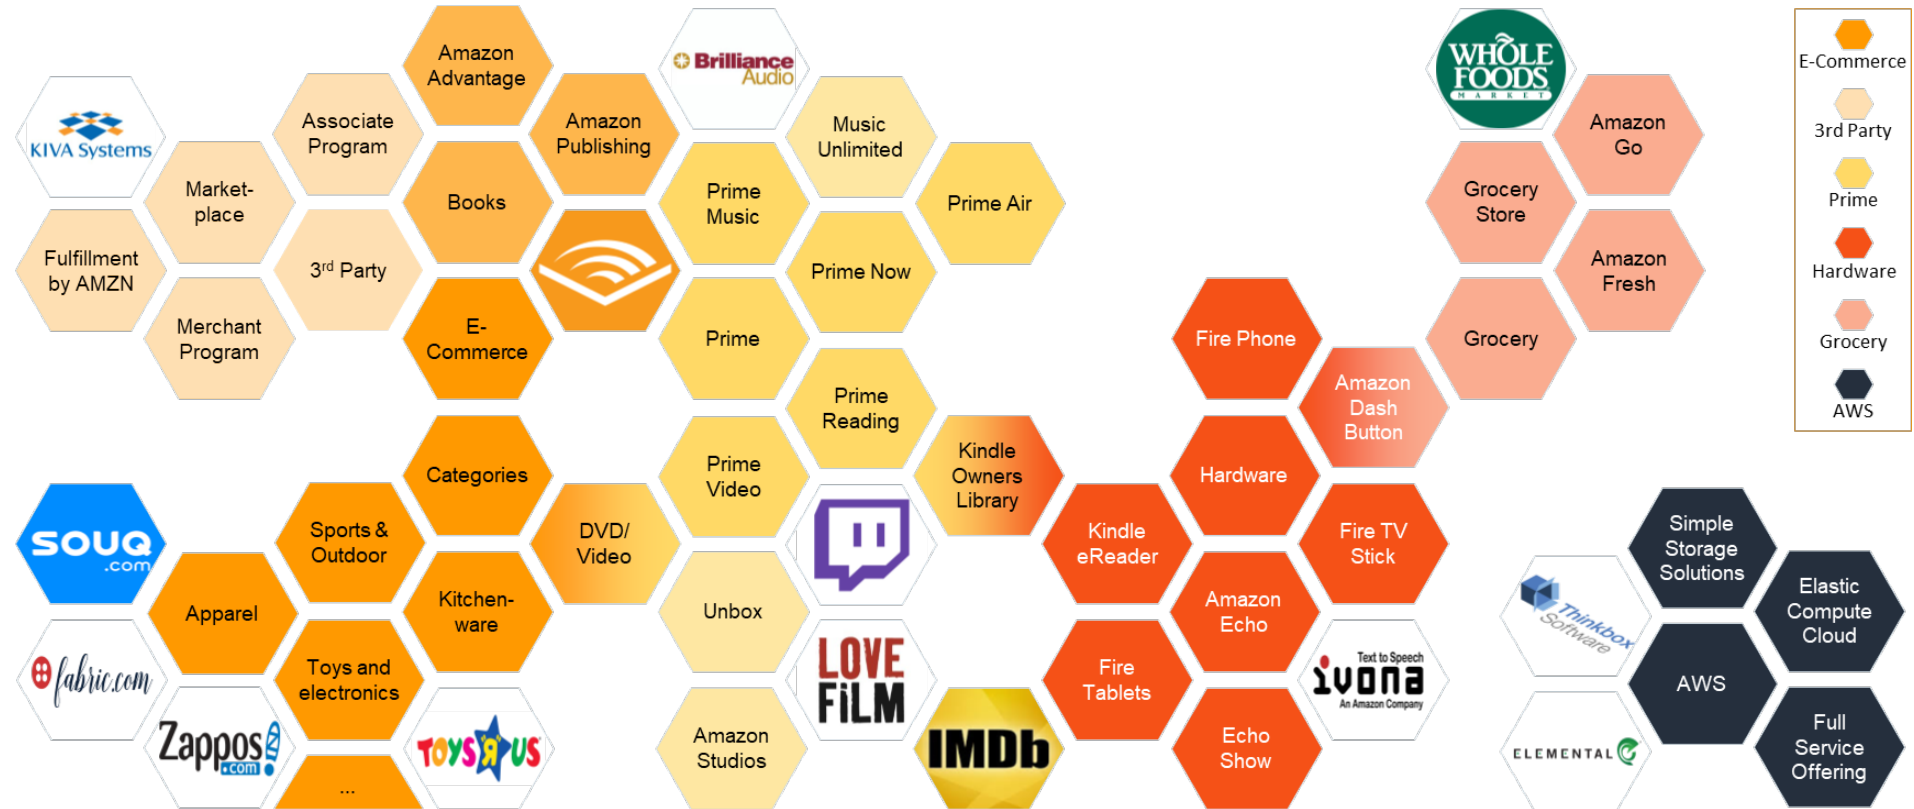 KIVA Systems
Fulfillment
by AMZN
Market-
place
Merchant
Program
Associate
Program
3rd Party
Amazon
Advantage
Books
E-
Commerce
Amazon
Publishing
Brilliance
Audio
Prime
Music
Prime
Music
Unlimited
Prime Now
Prime
Reading
Prime Air
Categories
Sports &
Outdoor
Kitchen-
ware
DVD/
Video
Apparel
Toys and
electronics
...
SOUQ
.com
fabric.com
Zappos
.com
TOYS R US
Prime
Video
Unbox
Amazon
Studios
LOVE
FiLM
IMDb
Kindle
Owners
Library
Fire Phone
Amazon
Dash
Button
Hardware
Kindle
eReader
Fire TV
Stick
Amazon
Echo
Fire
Tablets
Echo
Show
Text to Speech
ivona
An Amazon Company
WHOLE
FOODS
MARKET
Amazon
Go
Grocery
Store
Amazon
Fresh
Grocery
Simple
Storage
Solutions
Elastic
Compute
Cloud
AWS
Full
Service
Offering
Thinkbox
Software
ELEMENTAL
E-Commerce
3rd Party
Prime
Hardware
Grocery
AWS